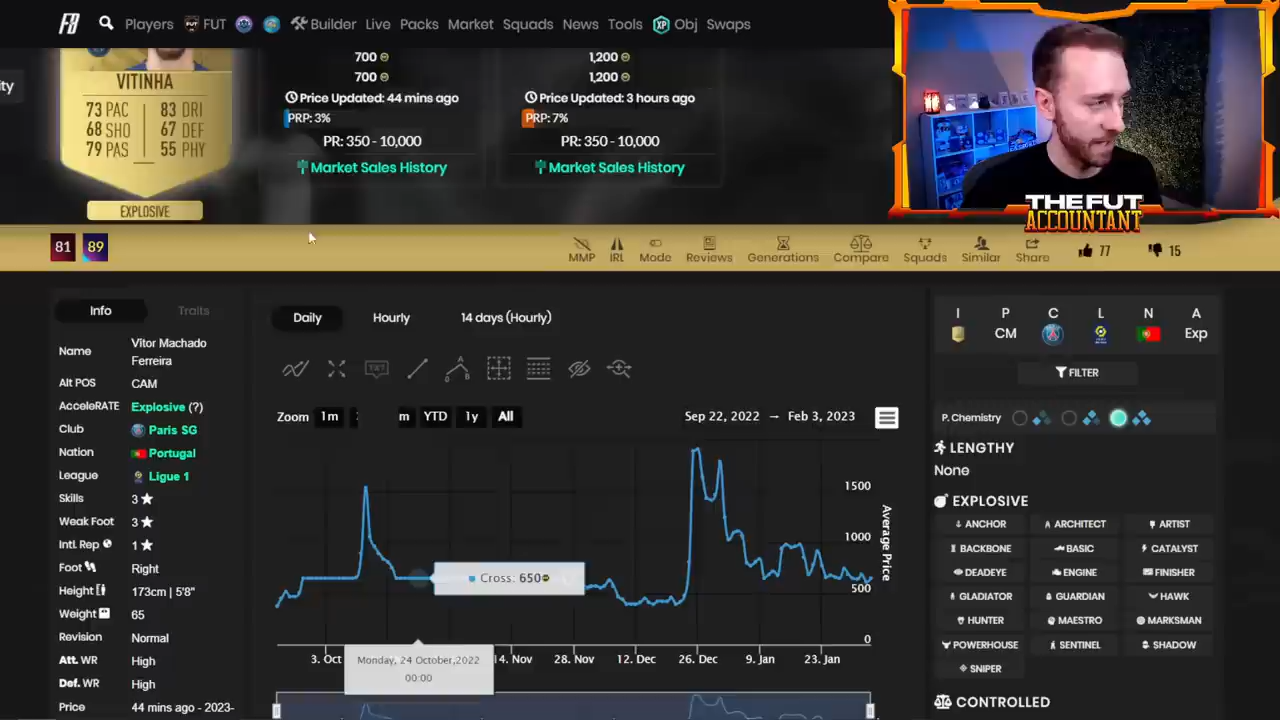 F8 Players FUT Builder Live Packs Market Squads News Tools XP Obj Swaps
ity
VITINHA
73 PAC 83 DRI
68 SHO 67 DEF
79 PAS 55 PHY
EXPLOSIVE
700
700
Price Updated: 44 mins ago
PRP: 3%
PR: 350 - 10,000
Market Sales History
1,200
1,200
Price Updated: 3 hours ago
PRP: 7%
PR: 350 - 10,000
Market Sales History
THE FUT
ACCOUNTANT
81 89
MMP IRL Mode Reviews Generations Compare Squads Similar Share 77 15
Info Traits
Name Vitor Machado Ferreira
Alt POS CAM
AcceleRATE Explosive (?)
Club Paris SG
Nation Portugal
League Ligue 1
Skills 3
Weak Foot 3
Intl. Rep 1
Foot Right
Height 173cm | 5'8"
Weight 65
Revision Normal
Att. WR High
Def. WR High
Price 44 mins ago - 2023-
Daily Hourly 14 days (Hourly)
TXT
Zoom 1m m YTD 1y All Sep 22, 2022 → Feb 3, 2023
1500
1000
500
0
Average Price
Cross: 650
3. Oct 14. Nov 28. Nov 12. Dec 26. Dec 9. Jan 23. Jan
Monday, 24 October,2022
00:00
I P C L N A
CM Exp
FILTER
P. Chemistry
LENGTHY
None
EXPLOSIVE
ANCHOR ARCHITECT ARTIST
BACKBONE BASIC CATALYST
DEADEYE ENGINE FINISHER
GLADIATOR GUARDIAN HAWK
HUNTER MAESTRO MARKSMAN
POWERHOUSE SENTINEL SHADOW
SNIPER
CONTROLLED